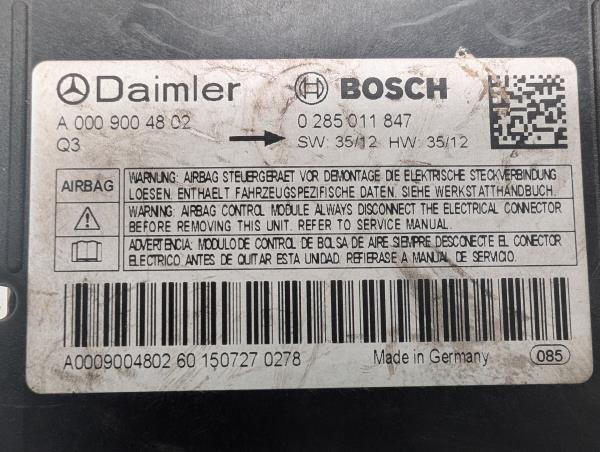 Daimler BOSCH
A 000 900 48 02 0 285 011 847
Q3 SW: 35/12 HW: 35/12
AIRBAG
WARNUNG: AIRBAG STEUERGERAET VOR DEMONTAGE DIE ELEKTRISCHE STECKVERBINDUNG
LOESEN. ENTHAELT FAHRZEUGSPEZIFISCHE DATEN. SIEHE WERKSTATTHANDBUCH.
WARNING: AIRBAG CONTROL MODULE ALWAYS DISCONNECT THE ELECTRICAL CONNECTOR
BEFORE REMOVING THIS UNIT. REFER TO SERVICE MANUAL.
ADVERTENCIA: MODULO DE CONTROL DE BOLSA DE AIRE SIEMPRE DESCONECTE EL CONECTOR
ELECTRICO ANTES DE QUITAR ESTA UNIDAD. REFIERASE A MANUAL DE SERVICIO.
A0009004802 60 150727 0278 Made in Germany 085